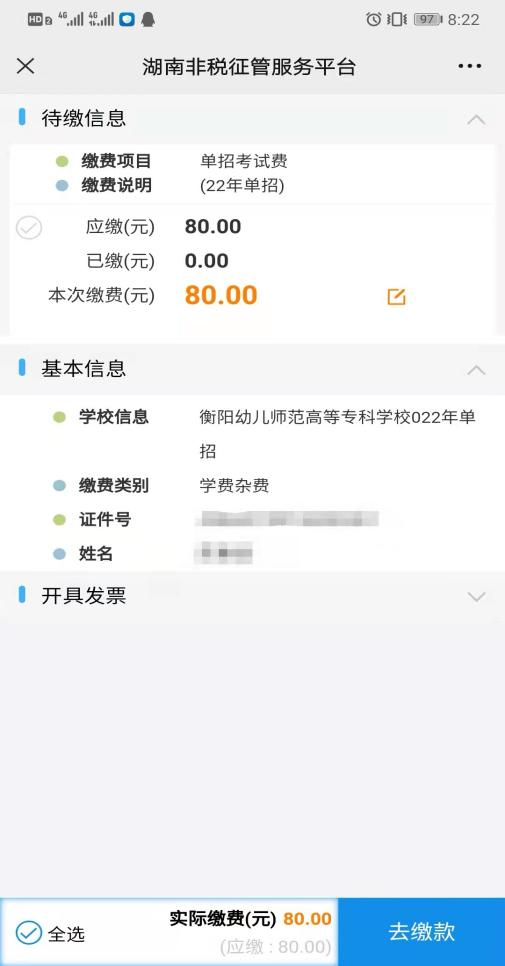 HD 2 4G 4G 97 8:22
湖南非税征管服务平台
待缴信息
缴费项目 单招考试费
缴费说明 (22年单招)
应缴(元) 80.00
已缴(元) 0.00
本次缴费(元) 80.00
基本信息
学校信息 衡阳幼儿师范高等专科学校022年单
招
缴费类别 学费杂费
证件号
姓名
开具发票
实际缴费(元) 80.00
全选
(应缴 : 80.00)
去缴款